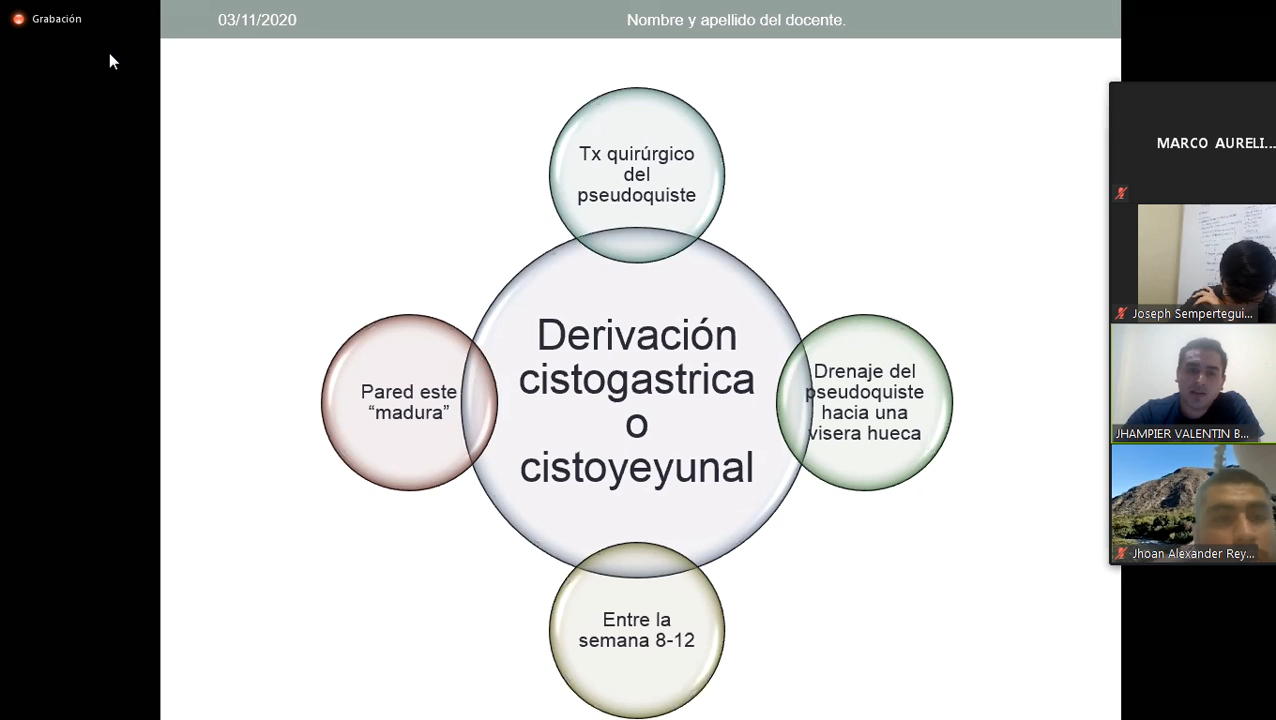 Grabación
03/11/2020
Nombre y apellido del docente.
Tx quirúrgico
del
pseudoquiste
Derivación
cistogastrica
o
cistoyeyunal
Pared este
“madura”
Drenaje del
pseudoquiste
hacia una
visera hueca
Entre la
semana 8-12
MARCO AURELI...
Joseph Sempertegui...
JHAMPIER VALENTIN B...
Jhoan Alexander Rey...